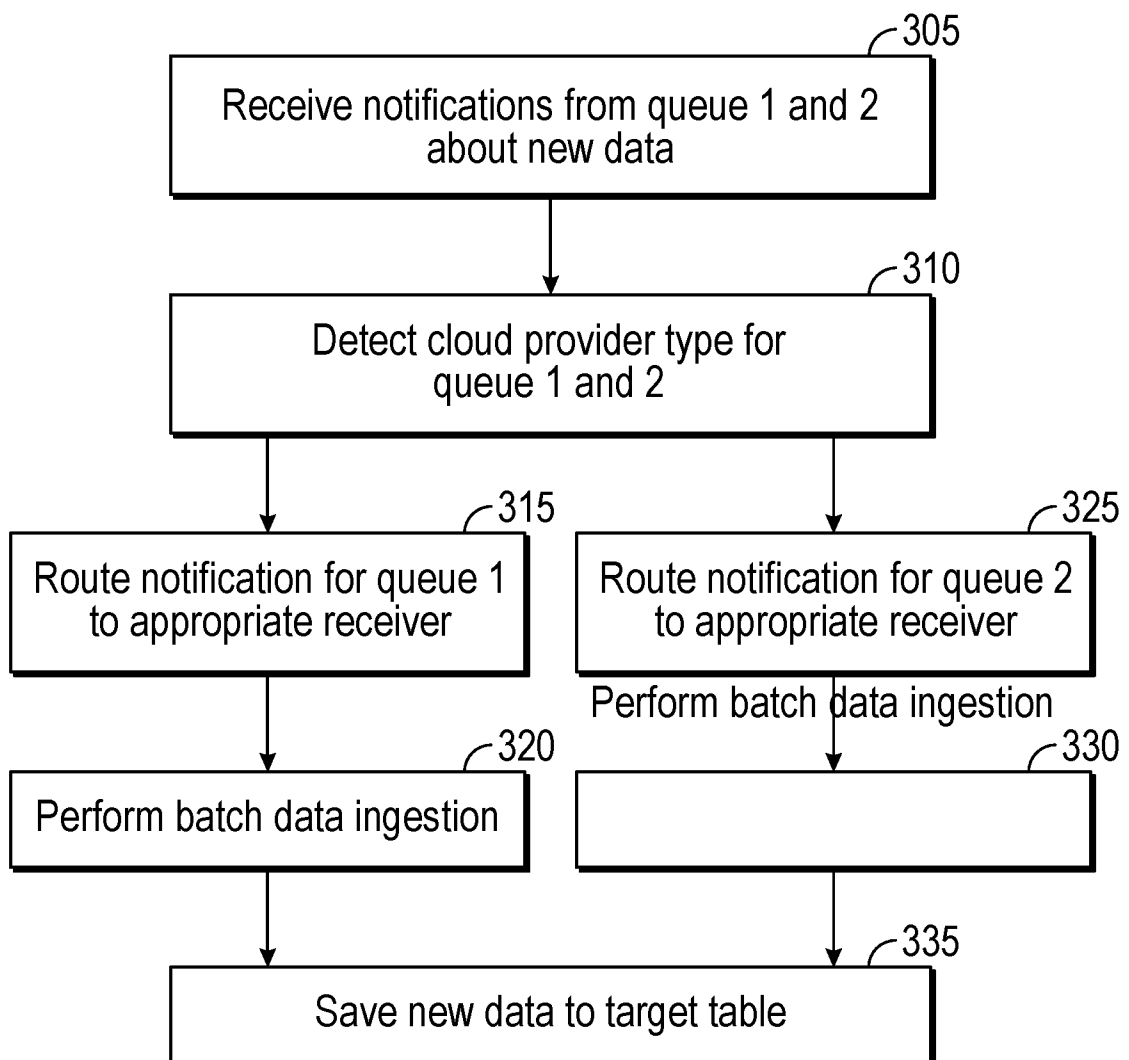 305
Receive notifications from queue 1 and 2
about new data
310
Detect cloud provider type for
queue 1 and 2
315
Route notification for queue 1
to appropriate receiver
325
Route notification for queue 2
to appropriate receiver
Perform batch data ingestion
320
Perform batch data ingestion
330
335
Save new data to target table